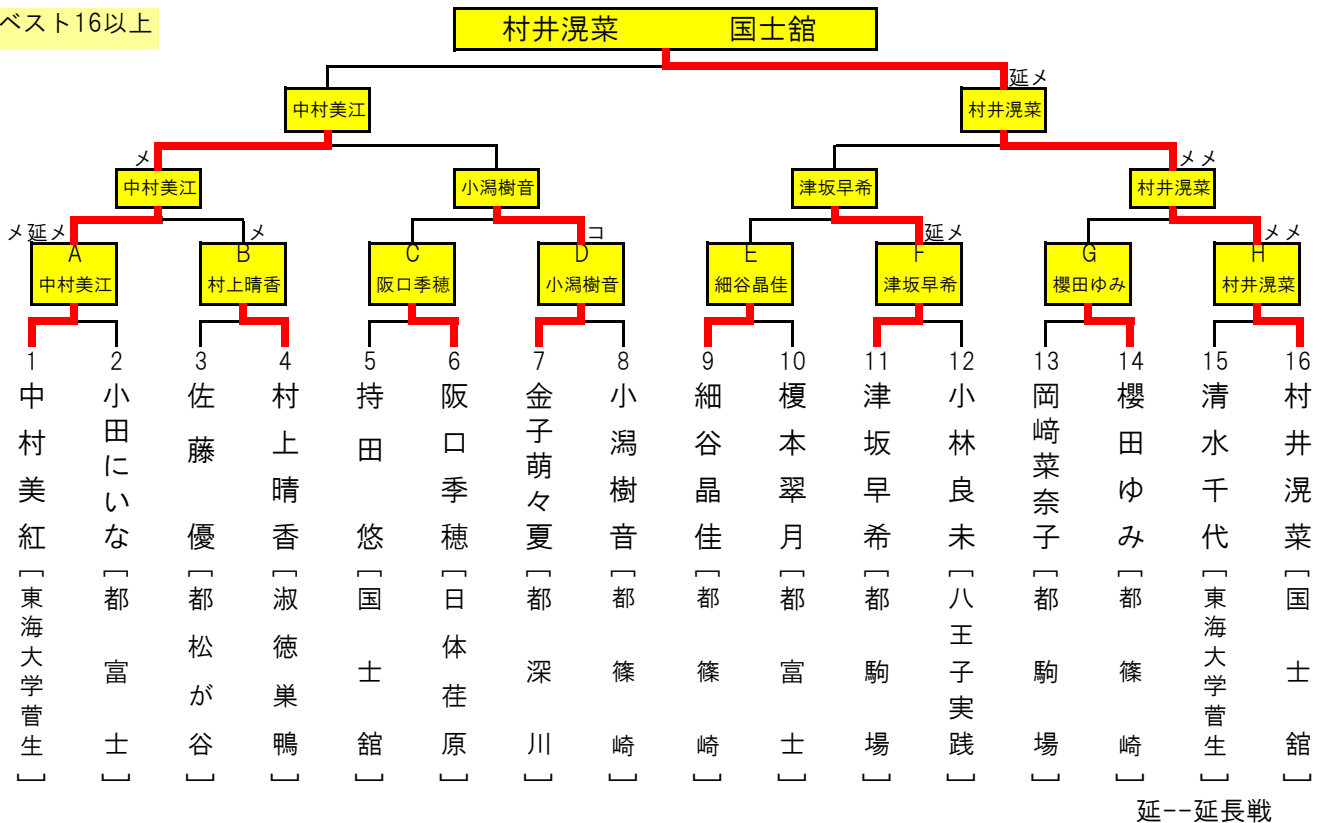 ベスト16以上
村井滉菜 国士舘
延メ
中村美江 村井滉菜
メ メメ
中村美江 小潟樹音 津坂早希 村井滉菜
メ延メ メ コ 延メ メメ
A B C D E F G H
中村美江 村上晴香 阪口季穂 小潟樹音 細谷晶佳 津坂早希 櫻田ゆみ 村井滉菜
1 2 3 4 5 6 7 8 9 10 11 12 13 14 15 16
中村美紅[東海大学菅生]
小田にいな[都富士]
佐藤優[都松が谷]
村上晴香[淑徳巣鴨]
持田悠[国士舘]
阪口季穂[日体荏原]
金子萌々夏[都深川]
小潟樹音[都篠崎]
細谷晶佳[都篠崎]
榎本翠月[都富士]
津坂早希[都駒場]
小林良未[八王子実践]
岡﨑菜奈子[都駒場]
櫻田ゆみ[都篠崎]
清水千代[東海大学菅生]
村井滉菜[国士舘]
延--延長戦